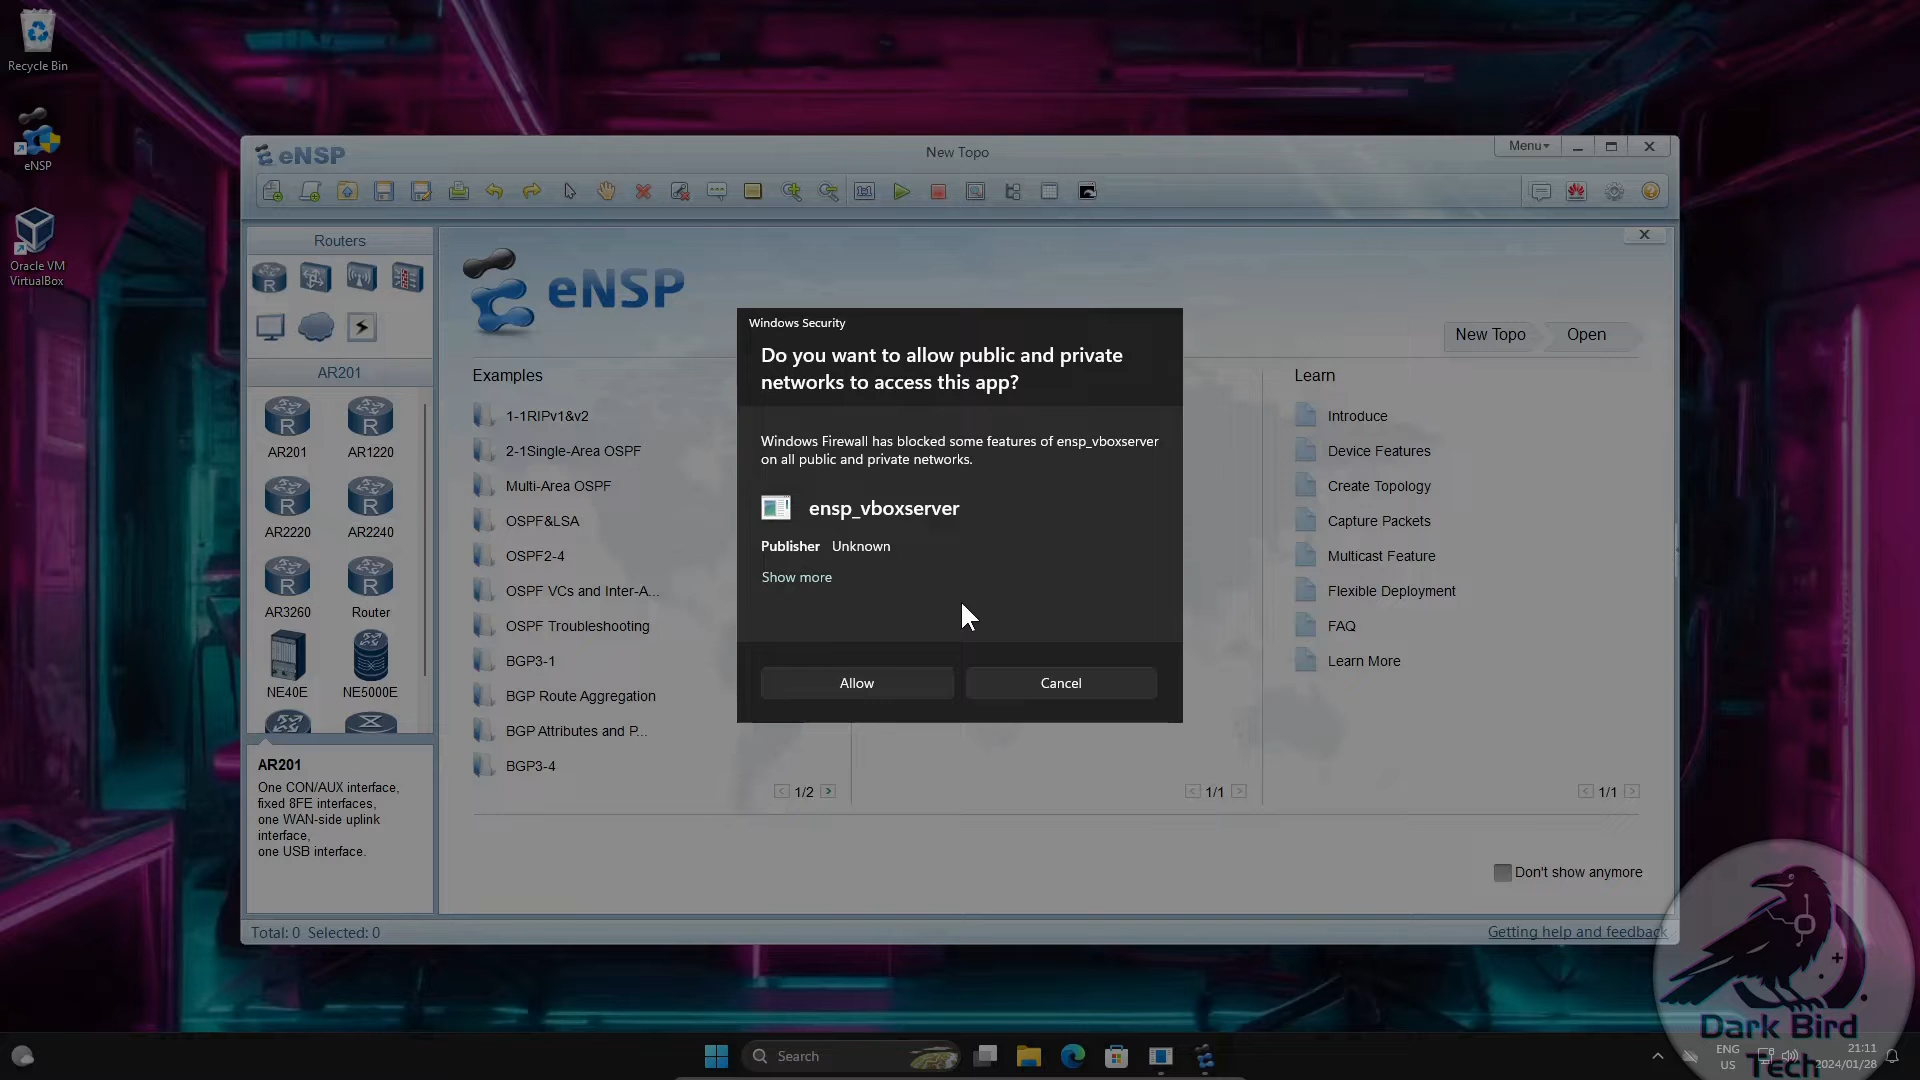 Recycle Bin
eNSP
Oracle VM
VirtualBox
eNSP
New Topo
Menu
1:1
Routers
AR201
AR201
AR1220
AR2220
AR2240
AR3260
Router
NE40E
NE5000E
AR201
One CON/AUX interface,
fixed 8FE interfaces,
one WAN-side uplink
interface,
one USB interface.
eNSP
New Topo
Open
Examples
1-1RIPv1&v2
2-1Single-Area OSPF
Multi-Area OSPF
OSPF&LSA
OSPF2-4
OSPF VCs and Inter-A...
OSPF Troubleshooting
BGP3-1
BGP Route Aggregation
BGP Attributes and P...
BGP3-4
1/2
1/1
Learn
Introduce
Device Features
Create Topology
Capture Packets
Multicast Feature
Flexible Deployment
FAQ
Learn More
1/1
Don't show anymore
Windows Security
Do you want to allow public and private
networks to access this app?
Windows Firewall has blocked some features of ensp_vboxserver
on all public and private networks.
ensp_vboxserver
Publisher Unknown
Show more
Allow
Cancel
Total: 0 Selected: 0
Getting help and feedback
Dark Bird
Tech
Search
ENG
US
21:11
2024/01/28